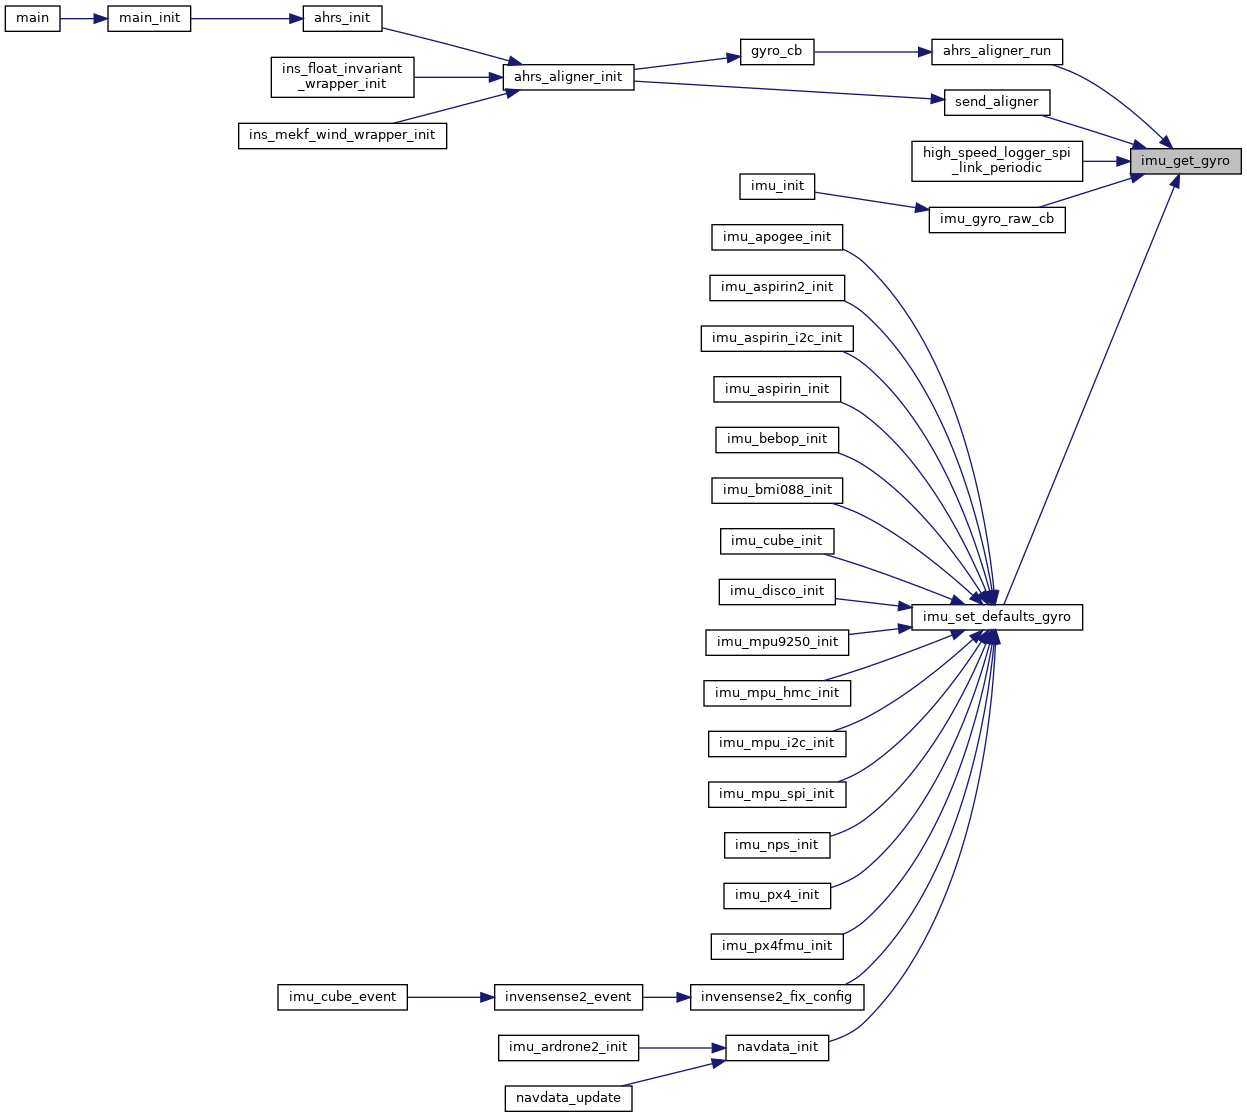 main
main_init
ahrs_init
ins_float_invariant
_wrapper_init
ins_mekf_wind_wrapper_init
ahrs_aligner_init
gyro_cb
ahrs_aligner_run
send_aligner
high_speed_logger_spi
_link_periodic
imu_get_gyro
imu_init
imu_gyro_raw_cb
imu_apogee_init
imu_aspirin2_init
imu_aspirin_i2c_init
imu_aspirin_init
imu_bebop_init
imu_bmi088_init
imu_cube_init
imu_disco_init
imu_set_defaults_gyro
imu_mpu9250_init
imu_mpu_hmc_init
imu_mpu_i2c_init
imu_mpu_spi_init
imu_nps_init
imu_px4_init
imu_px4fmu_init
imu_cube_event
invensense2_event
invensense2_fix_config
imu_ardrone2_init
navdata_init
navdata_update